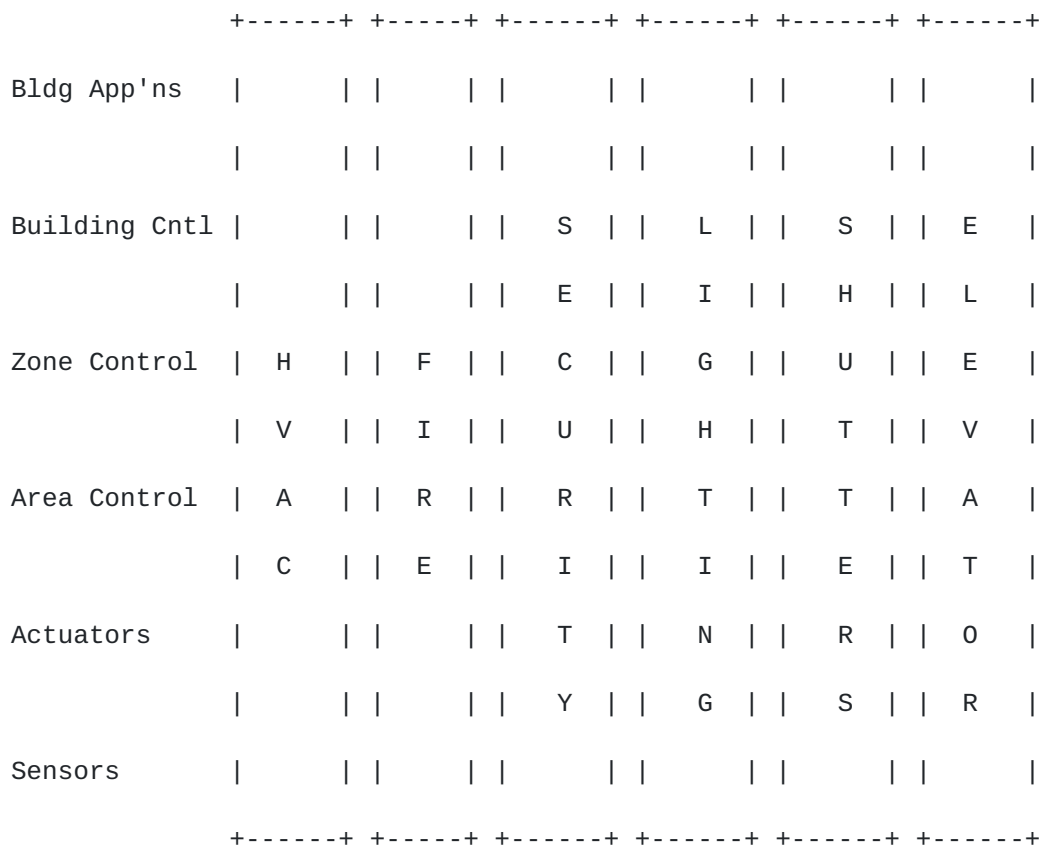 +------+ +-----+ +------+ +------+ +------+ +------+
Bldg App'ns    |      | |     | |      | |      | |      | |      |
               |      | |     | |      | |      | |      | |      |
Building Cntl  |      | |     | |   S  | |   L  | |   S  | |  E   |
               |      | |     | |   E  | |   I  | |   H  | |  L   |
Zone Control   |  H   | |  F  | |   C  | |   G  | |   U  | |  E   |
               |  V   | |  I  | |   U  | |   H  | |   T  | |  V   |
Area Control   |  A   | |  R  | |   R  | |   T  | |   T  | |  A   |
               |  C   | |  E  | |   I  | |   I  | |   E  | |  T   |
Actuators      |      | |     | |   T  | |   N  | |   R  | |  O   |
               |      | |     | |   Y  | |   G  | |   S  | |  R   |
Sensors        |      | |     | |      | |      | |      | |      |
               +------+ +-----+ +------+ +------+ +------+ +------+